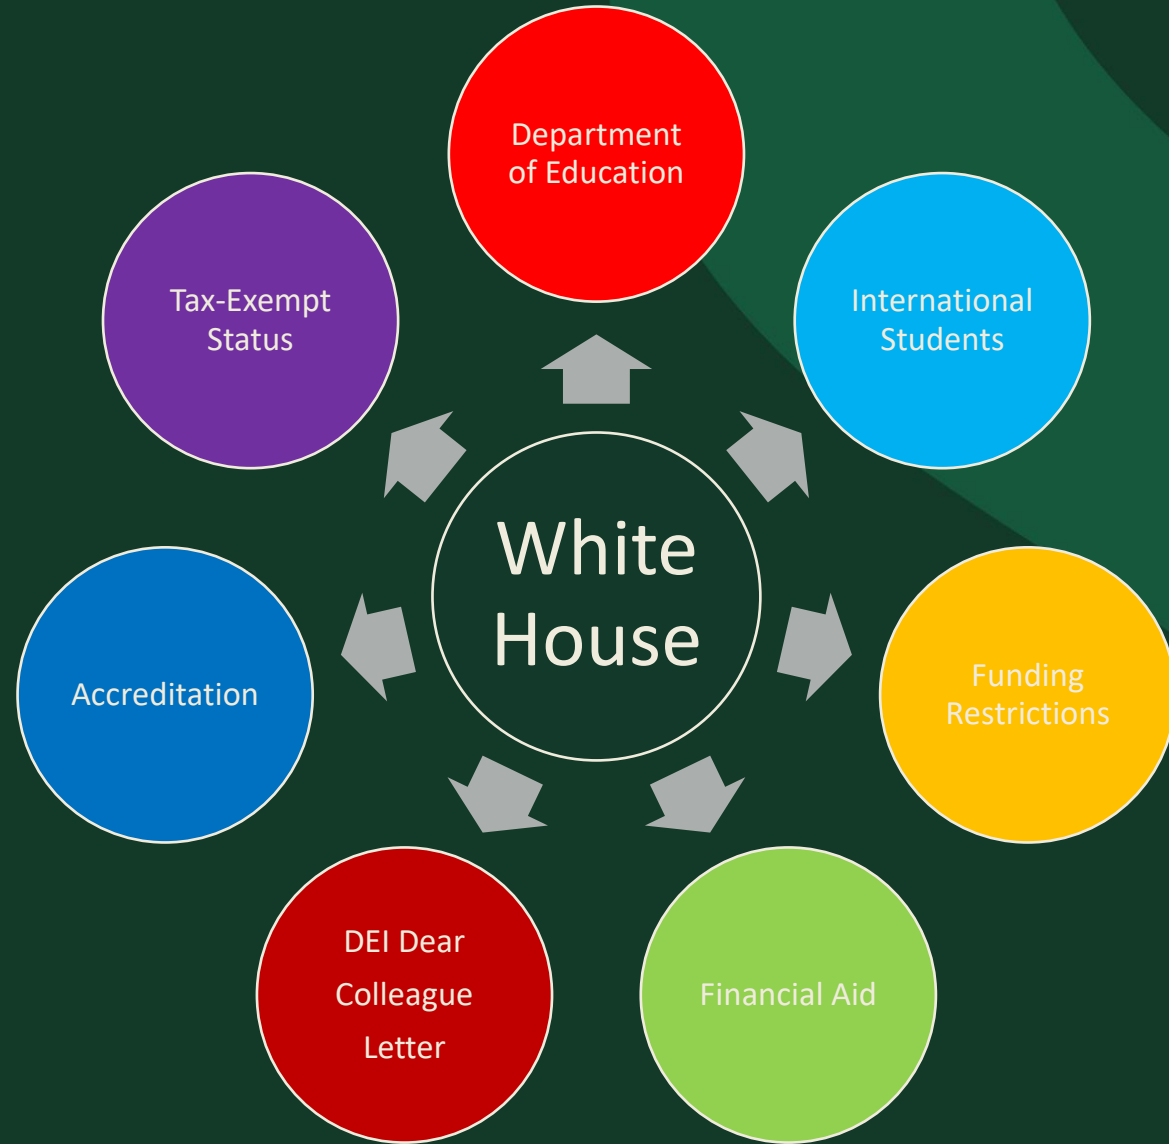 Department
of Education
Tax-Exempt
Status
International
Students
White
House
Accreditation
Funding
Restrictions
DEI Dear
Colleague
Letter
Financial Aid